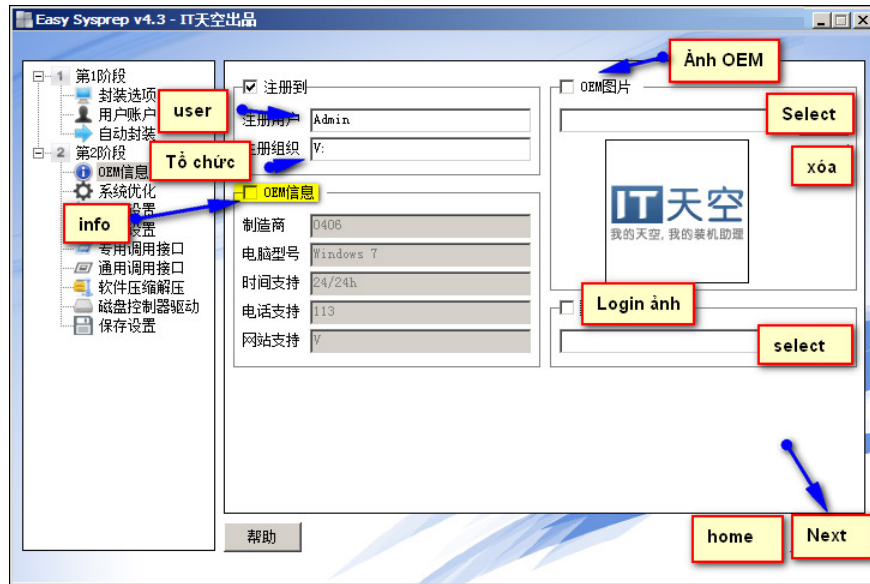 Easy Sysprep v4.3 - IT天空出品
第1阶段
封装选项
用户账户
自动封装
第2阶段
OEM信息
系统优化
设置
设置
专用调用接口
通用调用接口
软件压缩解压
磁盘控制器驱动
保存设置
user
Tổ chức
info
注册到
注册用户 Admin
注册组织 V:
OEM信息
制造商 0406
电脑型号 Windows 7
时间支持 24/24h
电话支持 113
网站支持 V
Ảnh OEM
OEM图片
Select
xóa
IT天空
我的天空, 我的装机助理
Login ảnh
select
帮助
home
Next